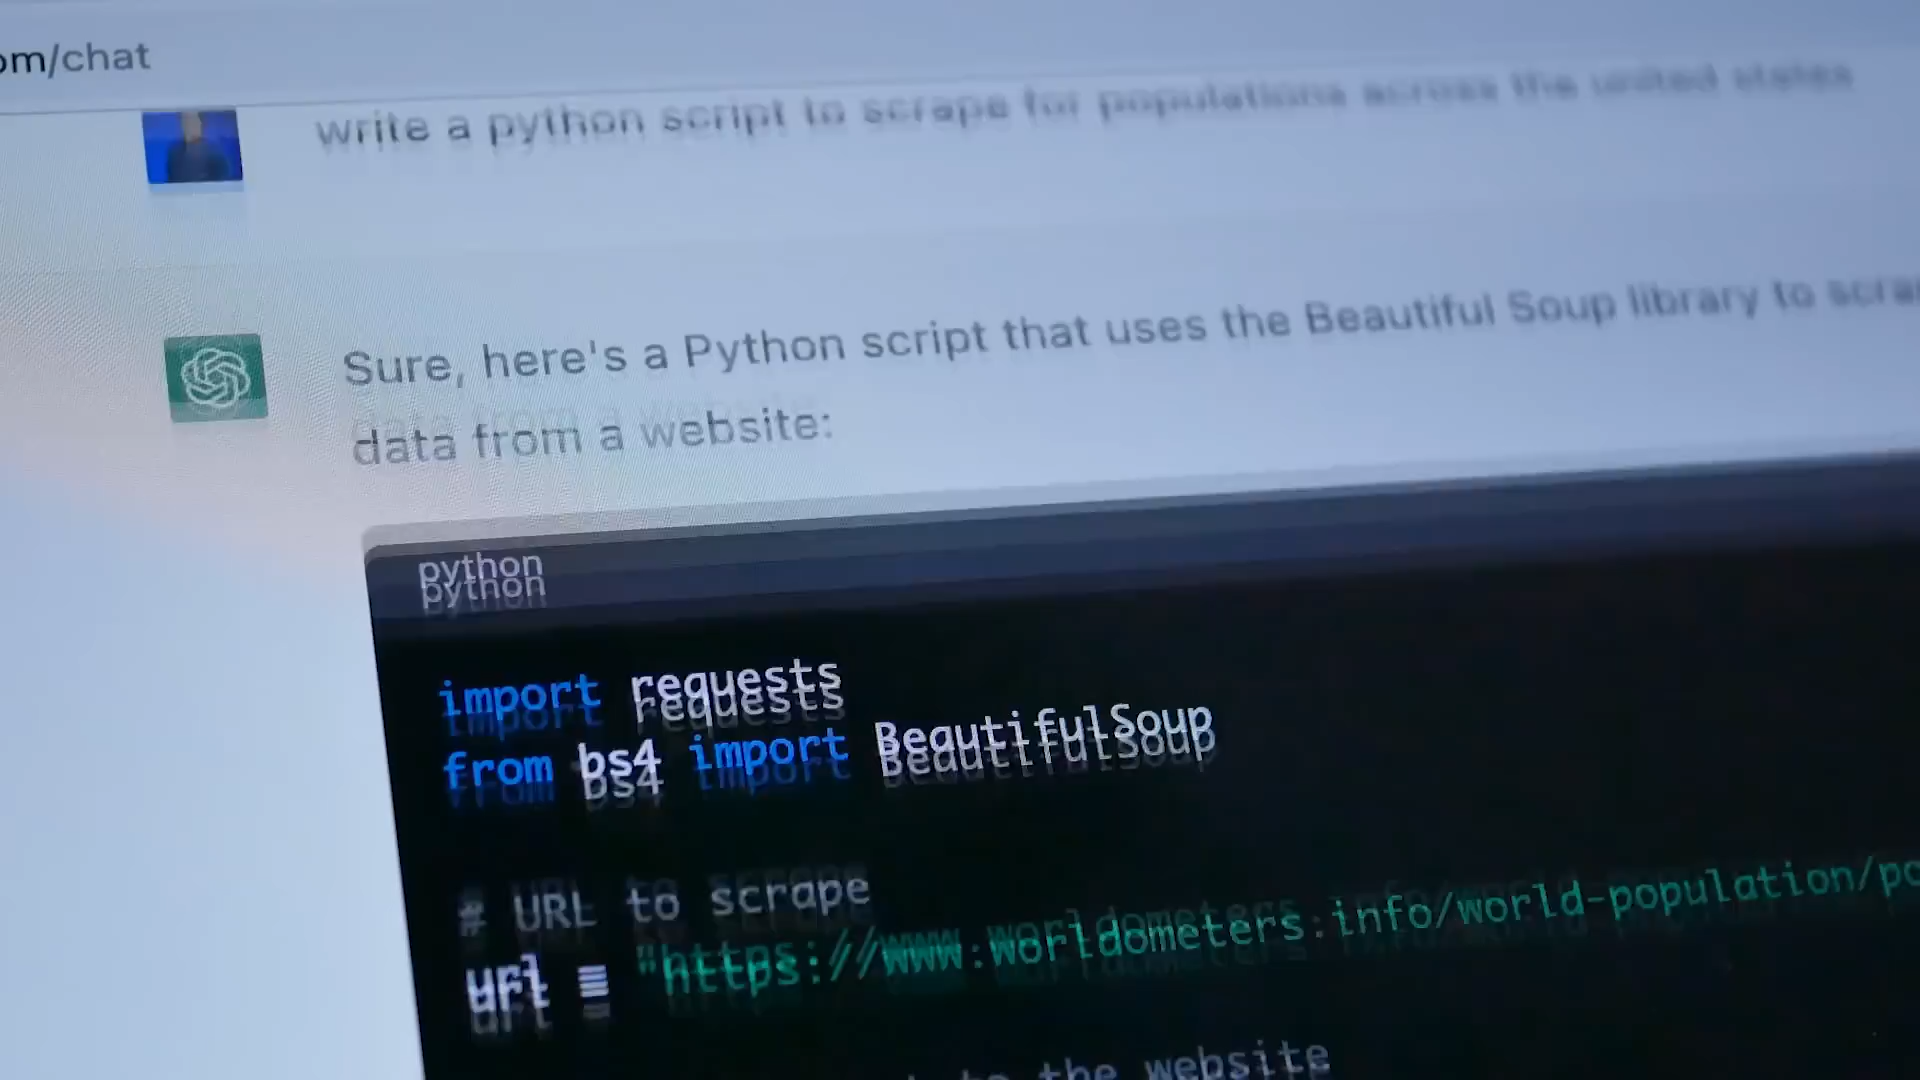 om/chat
write a python script to scrape for populations across the united states
Sure, here's a Python script that uses the Beautiful Soup library to
data from a website:
python
import requests
from bs4 import BeautifulSoup
# URL to scrape
url = "https://www.worldometers.info/world-population/po
to the website